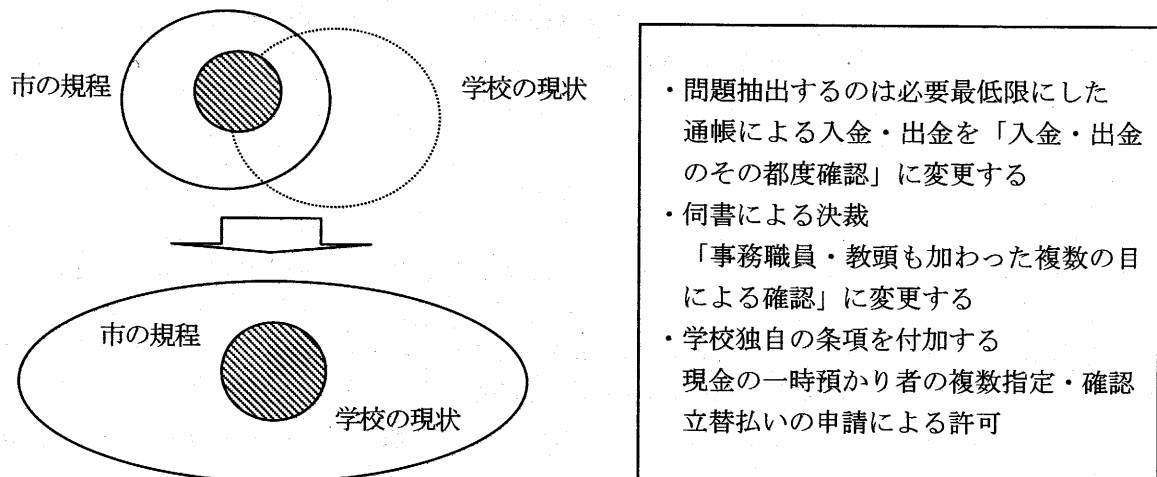 市の規程
学校の現状
市の規程
学校の現状
・問題抽出するのは必要最低限にした
通帳による入金・出金を「入金・出金
のその都度確認」に変更する
・伺書による決裁
「事務職員・教頭も加わった複数の目
による確認」に変更する
・学校独自の条項を付加する
現金の一時預かり者の複数指定・確認
立替払いの申請による許可